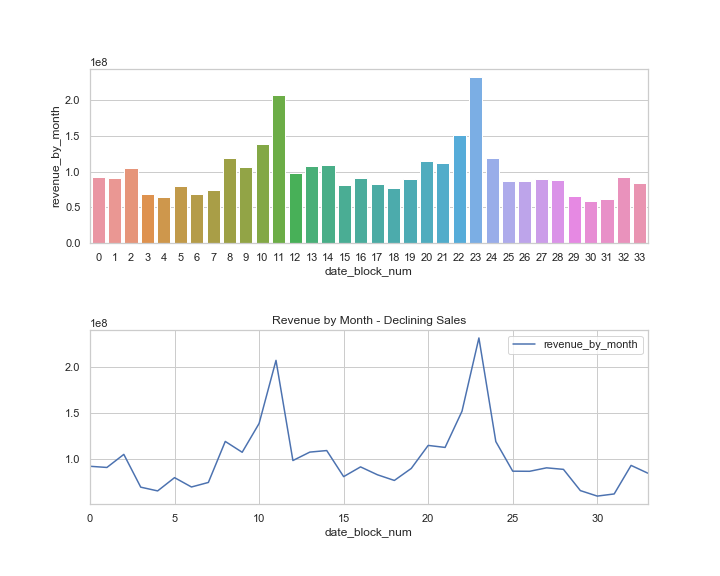 1e8
2.0
1.5
1.0
0.5
0.0
revenue_by_month
0 1 2 3 4 5 6 7 8 9 10 11 12 13 14 15 16 17 18 19 20 21 22 23 24 25 26 27 28 29 30 31 32 33
date_block_num
Revenue by Month - Declining Sales
1e8
revenue_by_month
2.0
1.5
1.0
0 5 10 15 20 25 30
date_block_num